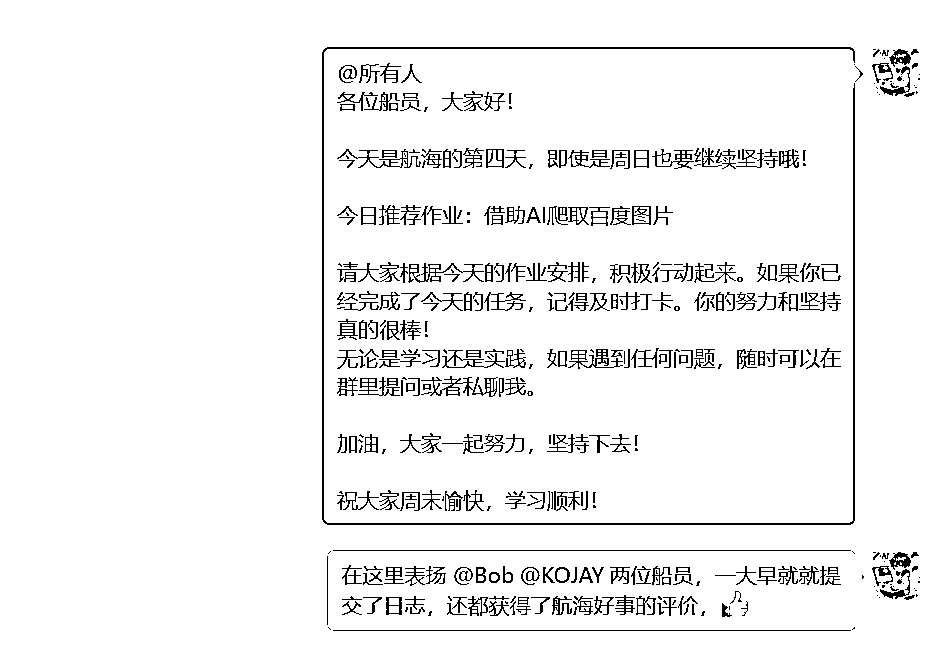 @所有人
各位船员，大家好！
今天是航海的第四天，即使是周日也要继续坚持哦！
今日推荐作业：借助AI爬取百度图片
请大家根据今天的作业安排，积极行动起来。如果你已
经完成了今天的任务，记得及时打卡。你的努力和坚持
真的很棒！
无论是学习还是实践，如果遇到任何问题，随时可以在
群里提问或者私聊我。
加油，大家一起努力，坚持下去！
祝大家周末愉快，学习顺利！
在这里表扬 @Bob @KOJAY 两位船员，一大早就就提
交了日志，还都获得了航海好事的评价，